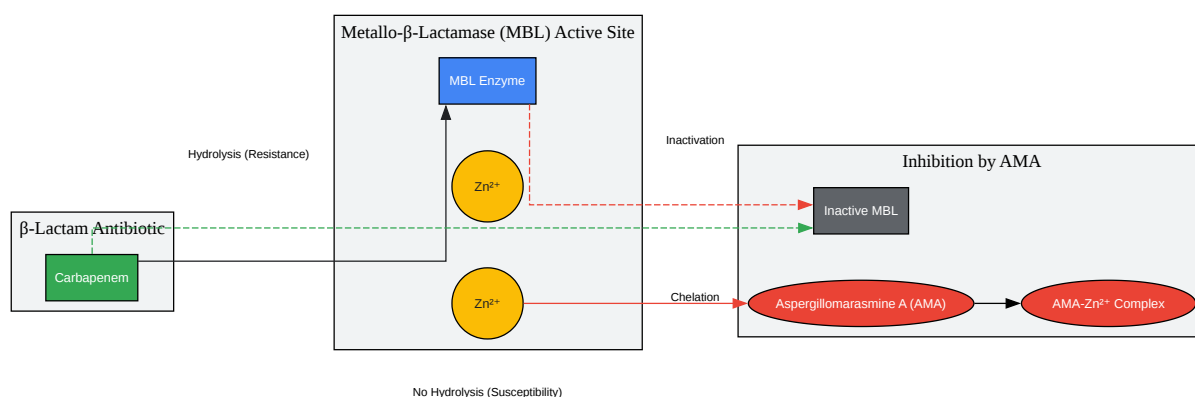 Metallo-β-Lactamase (MBL) Active Site
MBL Enzyme
Inactivation
Hydrolysis (Resistance)
Inhibition by AMA
Zn²⁺
Inactive MBL
β-Lactam Antibiotic
Carbapenem
Zn²⁺
Chelation
Aspergillomarasmine A (AMA)
AMA-Zn²⁺ Complex
No Hydrolysis (Susceptibility)